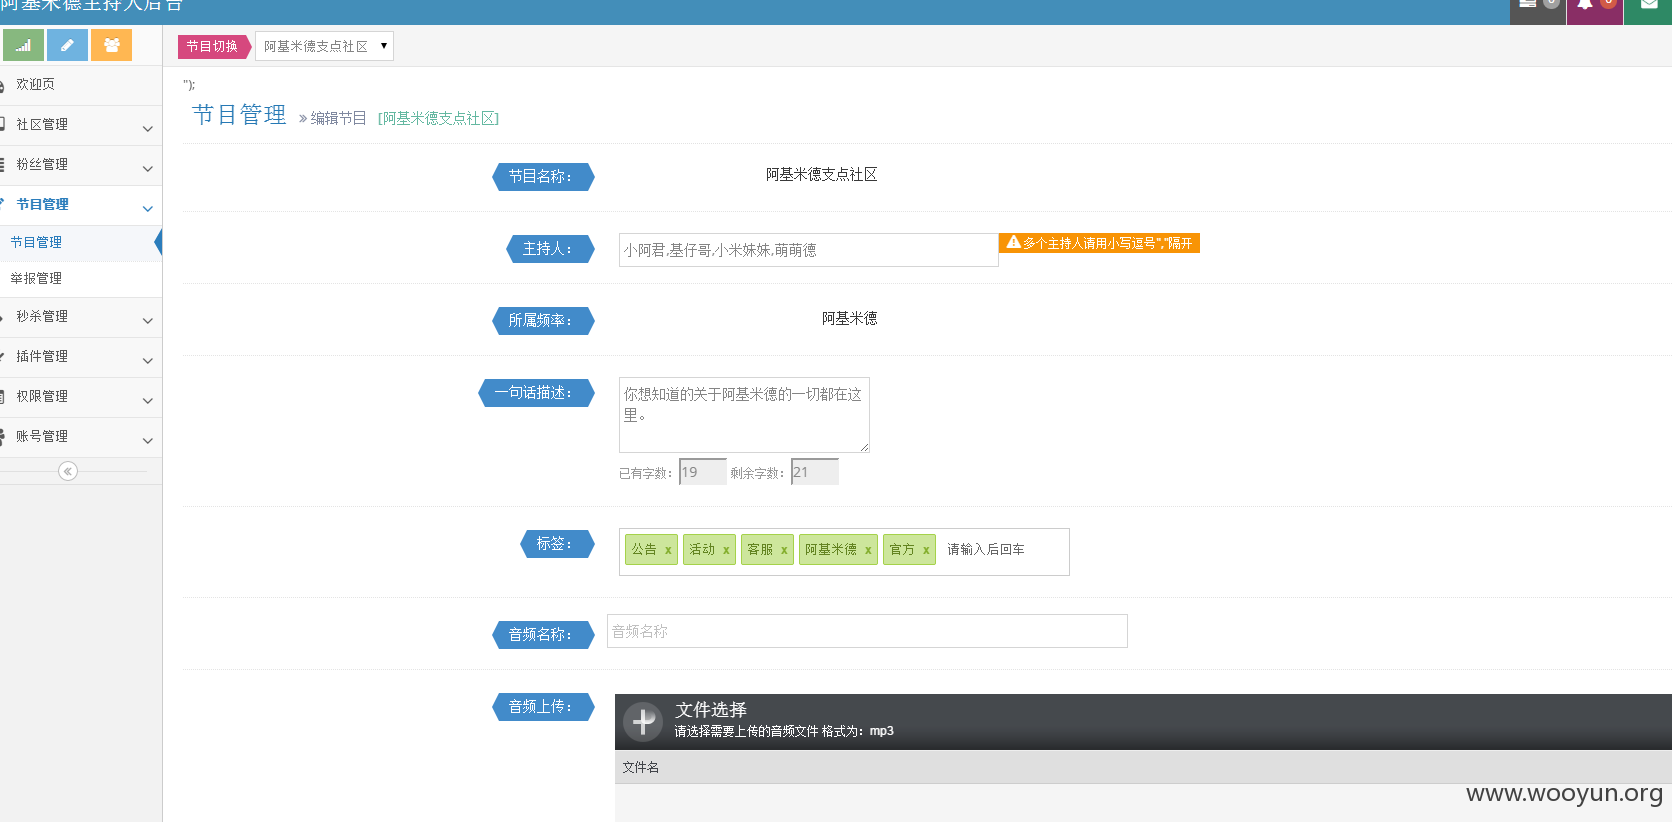 阿基米德主持人后台
0
节目切换 阿基米德支点社区
欢迎页
社区管理
粉丝管理
节目管理
节目管理
举报管理
秒杀管理
插件管理
权限管理
账号管理
");
节目管理 » 编辑节目 [阿基米德支点社区]
节目名称： 阿基米德支点社区
主持人： 小阿君,基仔哥,小米妹妹,萌萌德 多个主持人请用小写逗号","隔开
所属频率： 阿基米德
一句话描述： 你想知道的关于阿基米德的一切都在这
里。
已有字数： 19 剩余字数： 21
标签： 公告 x 活动 x 客服 x 阿基米德 x 官方 x 请输入后回车
音频名称： 音频名称
音频上传： 文件选择
请选择需要上传的音频文件 格式为：mp3
文件名
www.wooyun.org